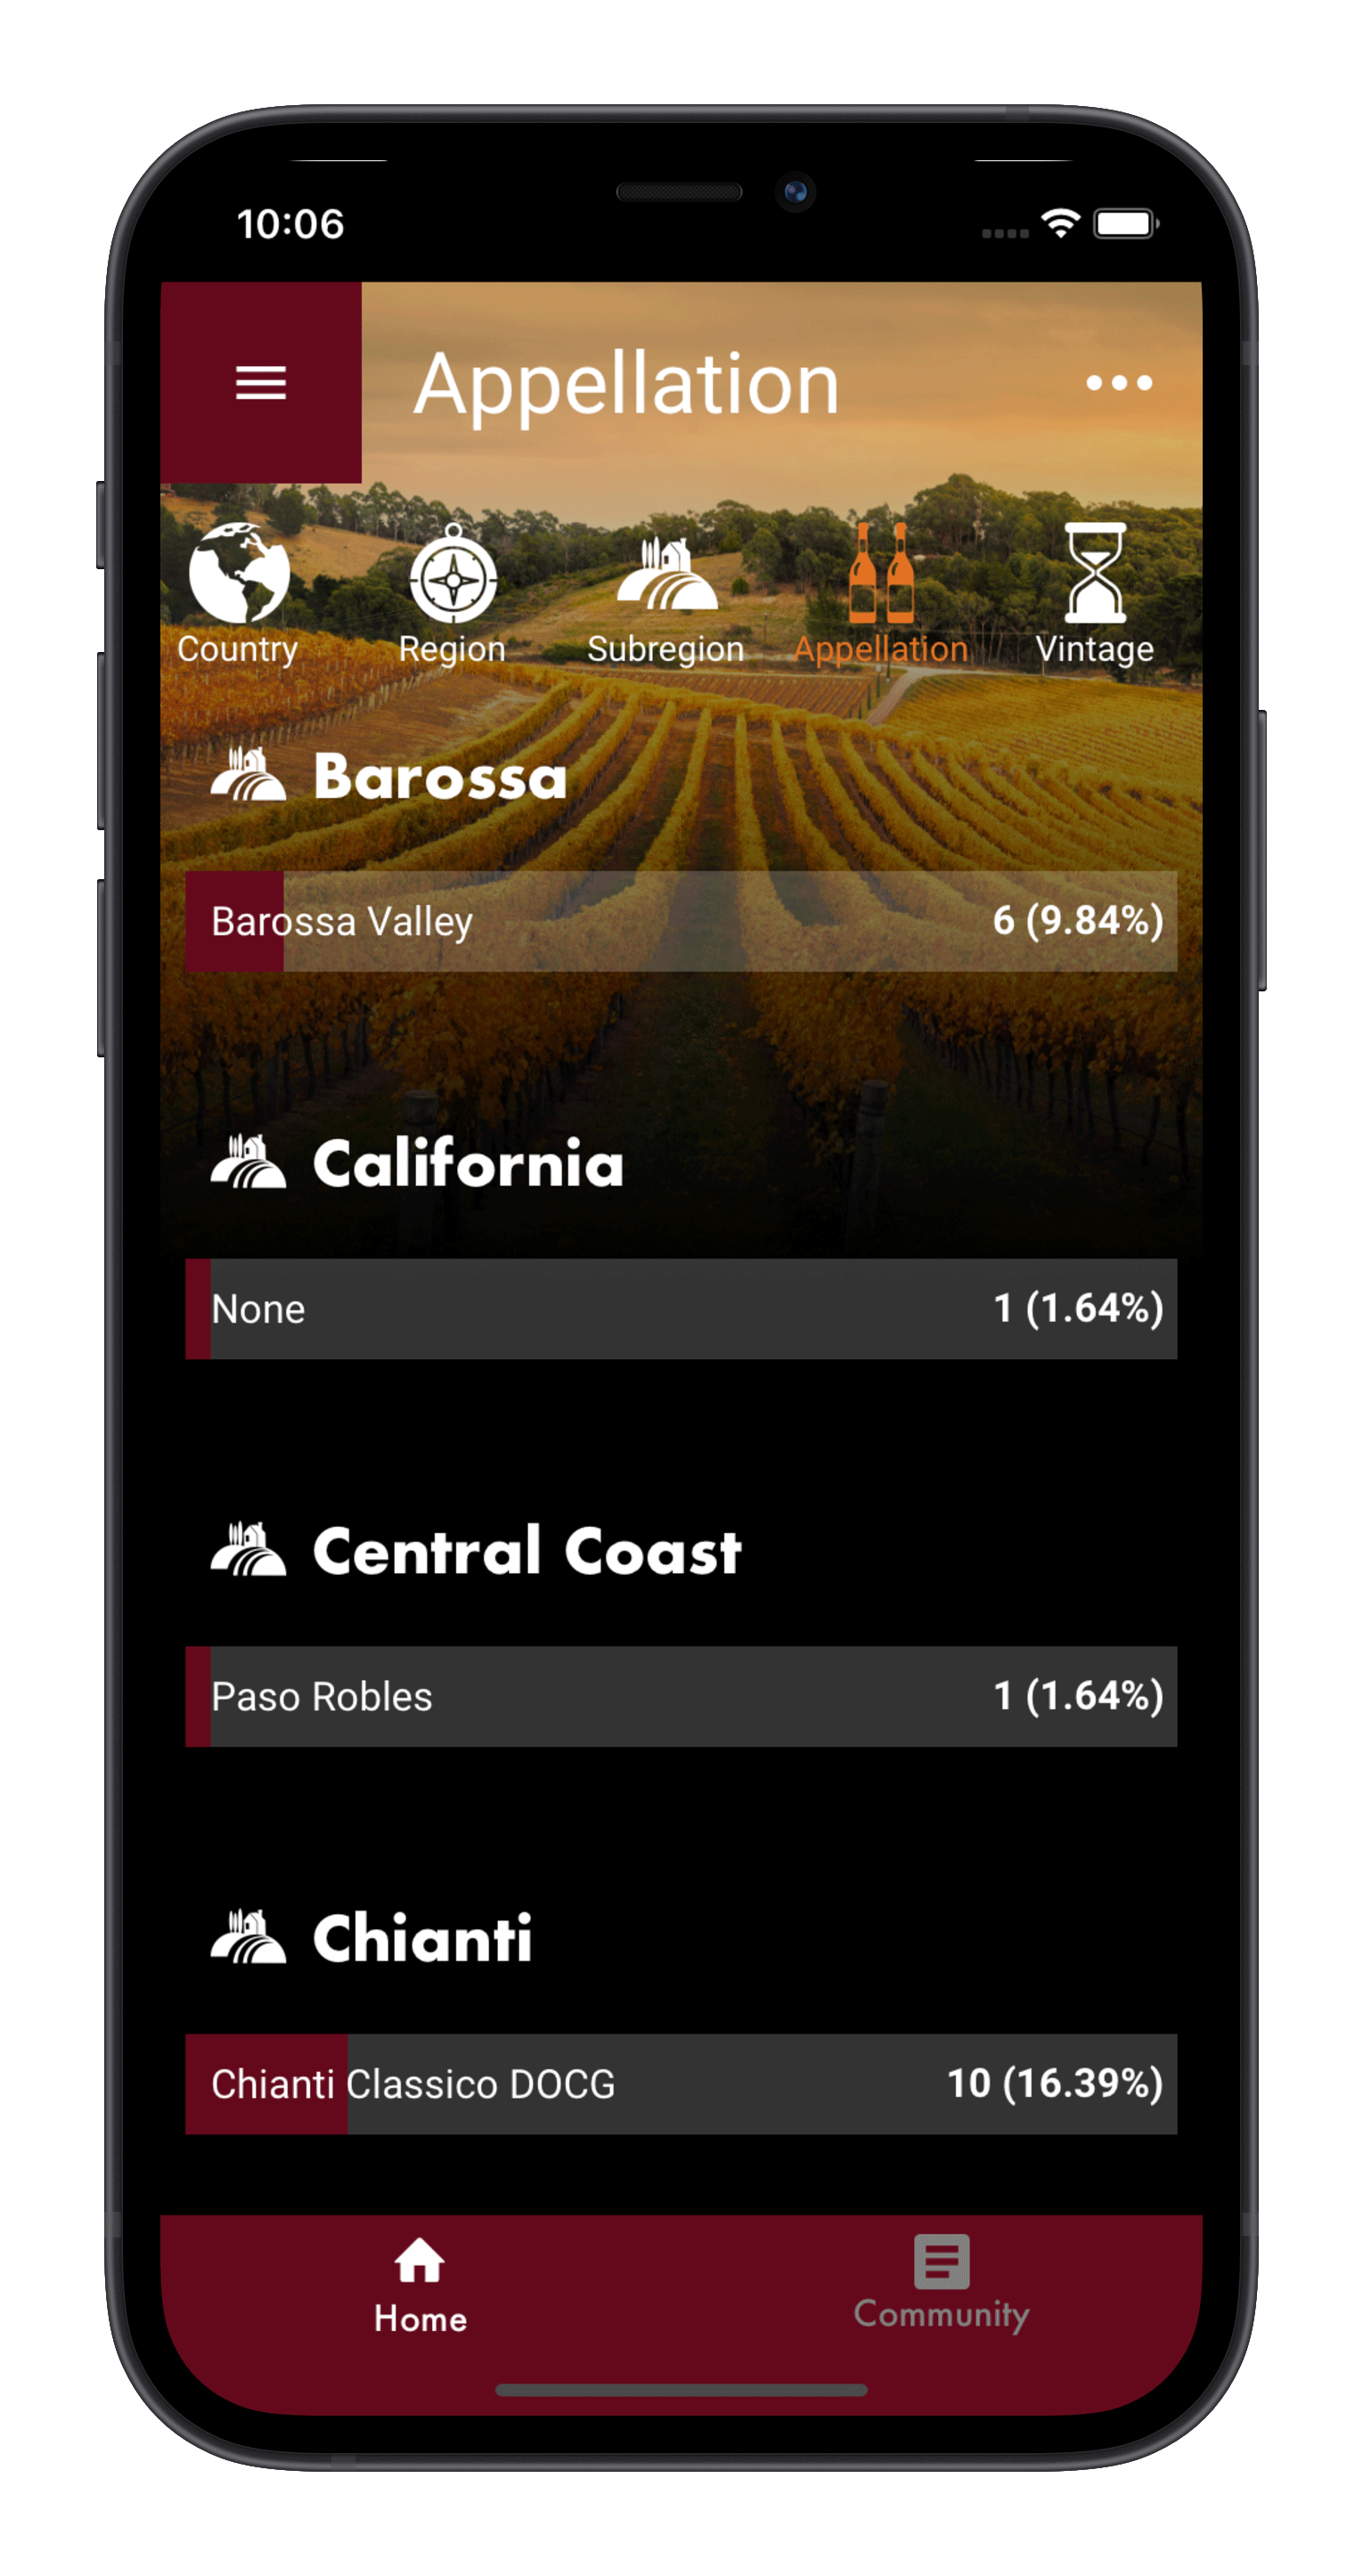 10:06
Appellation
Country Region Subregion Appellation Vintage
Barossa
Barossa Valley 6 (9.84%)
California
None 1 (1.64%)
Central Coast
Paso Robles 1 (1.64%)
Chianti
Chianti Classico DOCG 10 (16.39%)
Home Community